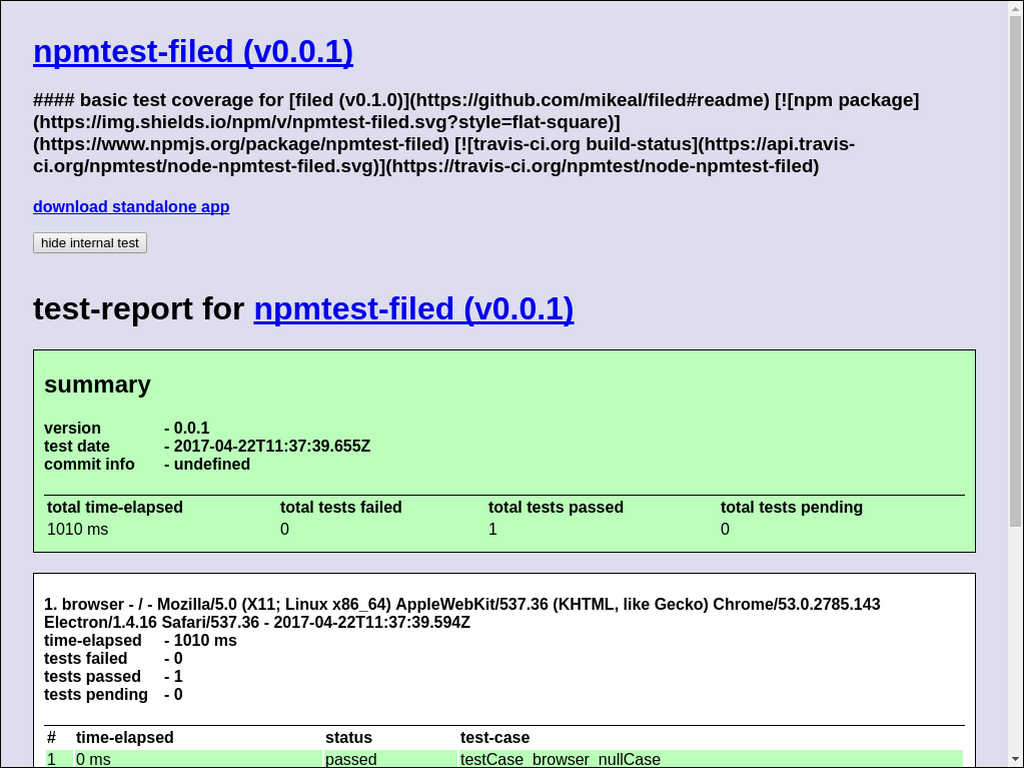 npmtest-filed (v0.0.1)
#### basic test coverage for [filed (v0.1.0)](https://github.com/mikeal/filed#readme) [![npm package]
(https://img.shields.io/npm/v/npmtest-filed.svg?style=flat-square)]
(https://www.npmjs.org/package/npmtest-filed) [![travis-ci.org build-status](https://api.travis-
ci.org/npmtest/node-npmtest-filed.svg)](https://travis-ci.org/npmtest/node-npmtest-filed)
download standalone app
hide internal test
test-report for npmtest-filed (v0.0.1)
summary
version - 0.0.1
test date - 2017-04-22T11:37:39.655Z
commit info - undefined
total time-elapsed total tests failed total tests passed total tests pending
1010 ms 0 1 0
1. browser - / - Mozilla/5.0 (X11; Linux x86_64) AppleWebKit/537.36 (KHTML, like Gecko) Chrome/53.0.2785.143
Electron/1.4.16 Safari/537.36 - 2017-04-22T11:37:39.594Z
time-elapsed - 1010 ms
tests failed - 0
tests passed - 1
tests pending - 0
# time-elapsed status test-case
1 0 ms passed testCase_browser_nullCase